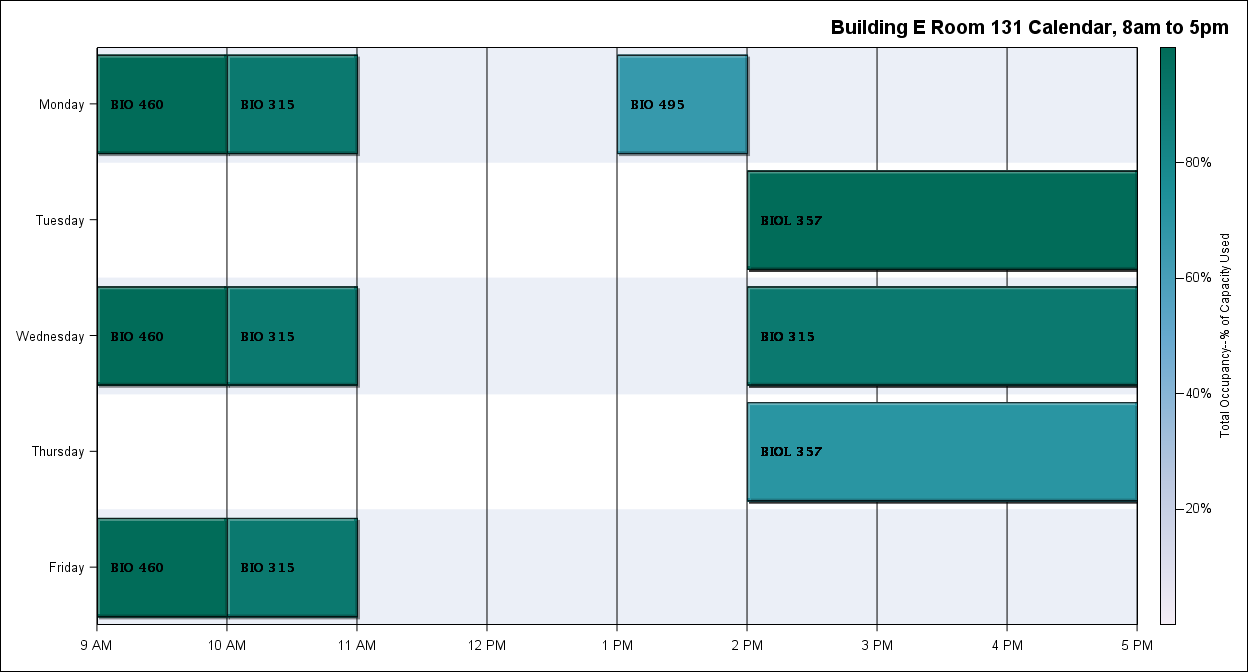 Building E Room 131 Calendar, 8am to 5pm
Monday
BIO 460
BIO 315
BIO 495
Tuesday
BIOL 357
Wednesday
BIO 460
BIO 315
BIO 315
Thursday
BIOL 357
Friday
BIO 460
BIO 315
9 AM
10 AM
11 AM
12 PM
1 PM
2 PM
3 PM
4 PM
5 PM
80%
60%
40%
20%
Total Occupancy--% of Capacity Used